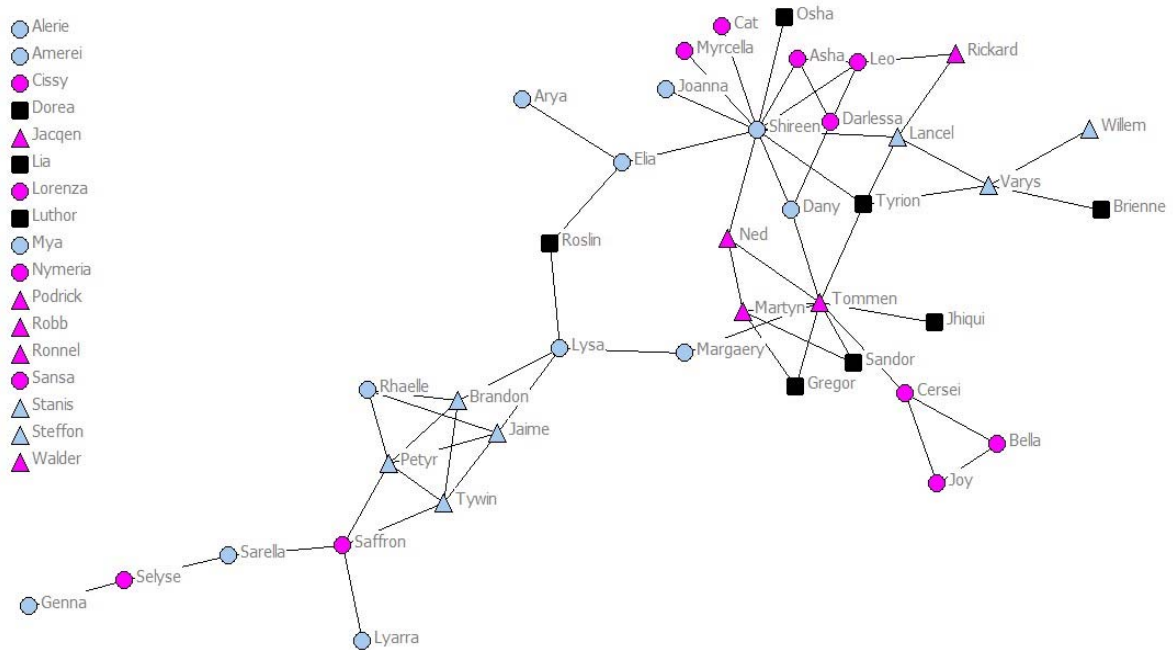 Alerie
Amerei
Cissy
Dorea
Jacqen
Lia
Lorenza
Luthor
Mya
Nymeria
Podrick
Robb
Ronnel
Sansa
Stanis
Steffon
Walder
Osha
Cat
Myrcella
Asha
Leo
Rickard
Joanna
Arya
Darlessa
Shireen
Lancel
Willem
Elia
Varys
Tyrion
Dany
Brienne
Ned
Roslin
Tommen
Martyn
Jhiqui
Lysa
Margaery
Sandor
Gregor
Cersei
Rhaelle
Brandon
Jaime
Bella
Petyr
Joy
Tywin
Saffron
Sarella
Selyse
Genna
Lyarra